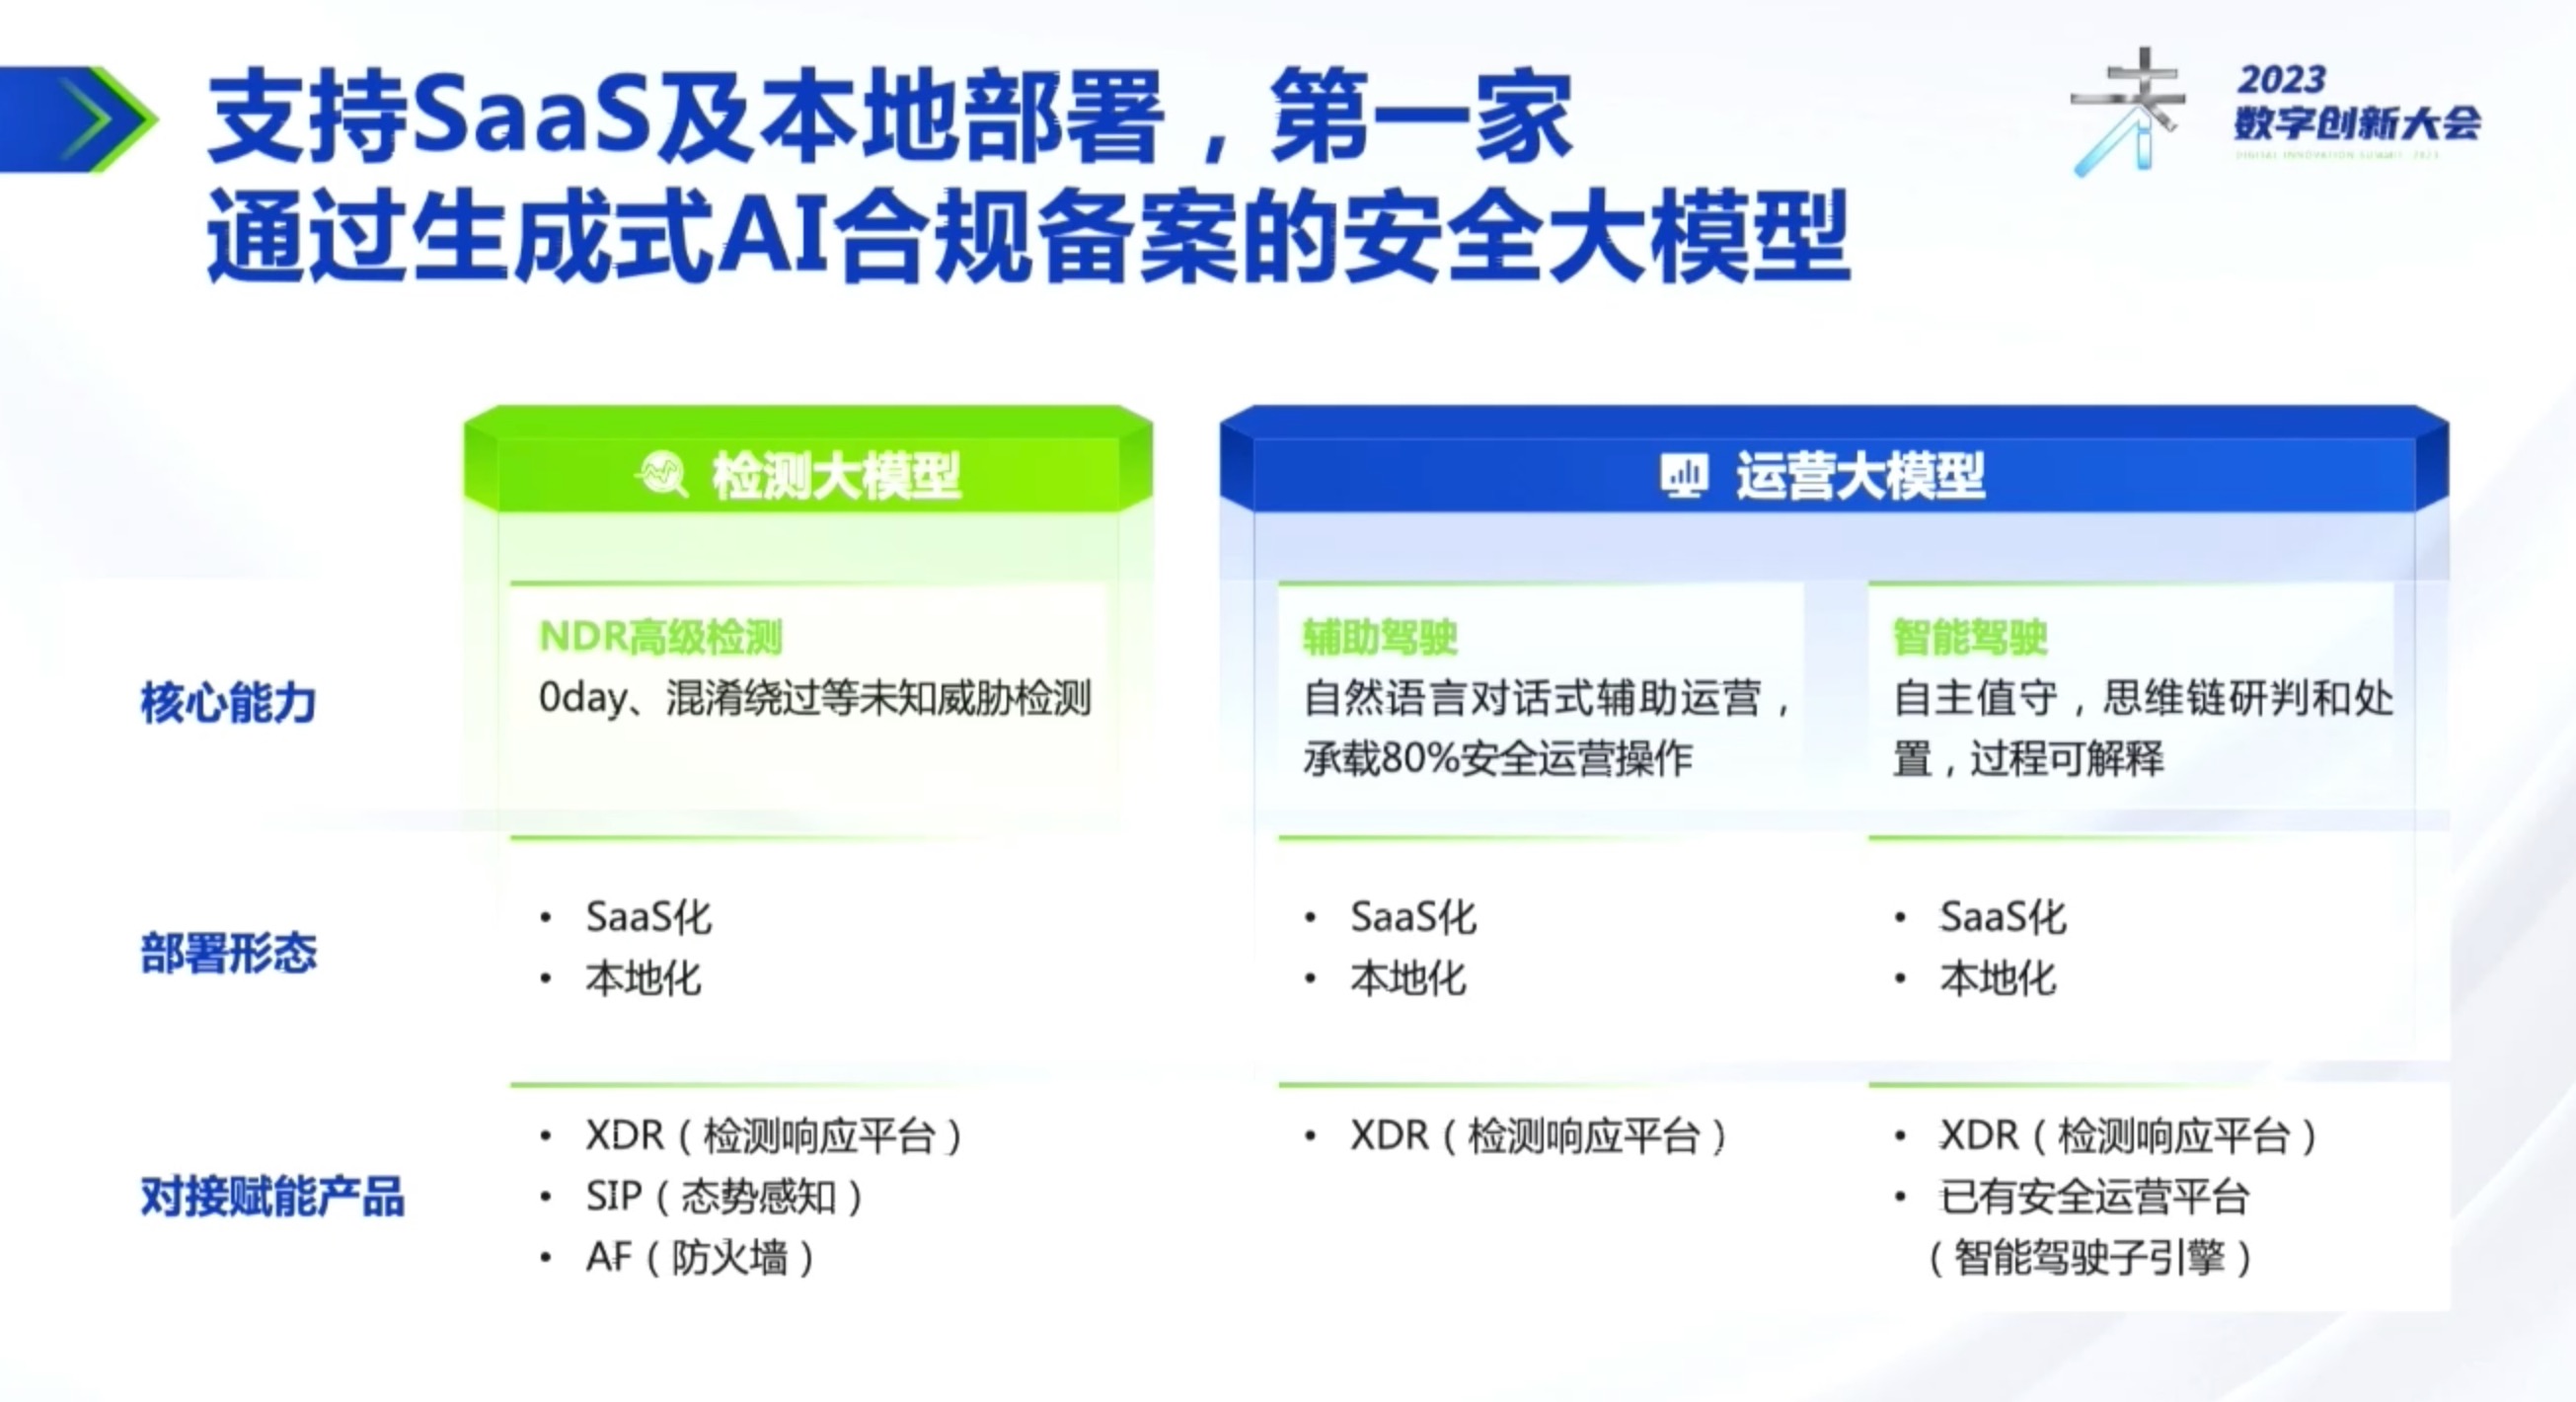 支持SaaS及本地部署，第一家
通过生成式AI合规备案的安全大模型
2023
数字创新大会
DIGITAL INNOVATION SUMMIT 2023
检测大模型
运营大模型
核心能力
NDR高级检测
0day、混淆绕过等未知威胁检测
辅助驾驶
自然语言对话式辅助运营，
承载80%安全运营操作
智能驾驶
自主值守，思维链研判和处
置，过程可解释
部署形态
• SaaS化
• 本地化
• SaaS化
• 本地化
• SaaS化
• 本地化
对接赋能产品
• XDR（检测响应平台）
• SIP（态势感知）
• AF（防火墙）
• XDR（检测响应平台）
• XDR（检测响应平台）
• 已有安全运营平台
（智能驾驶子引擎）